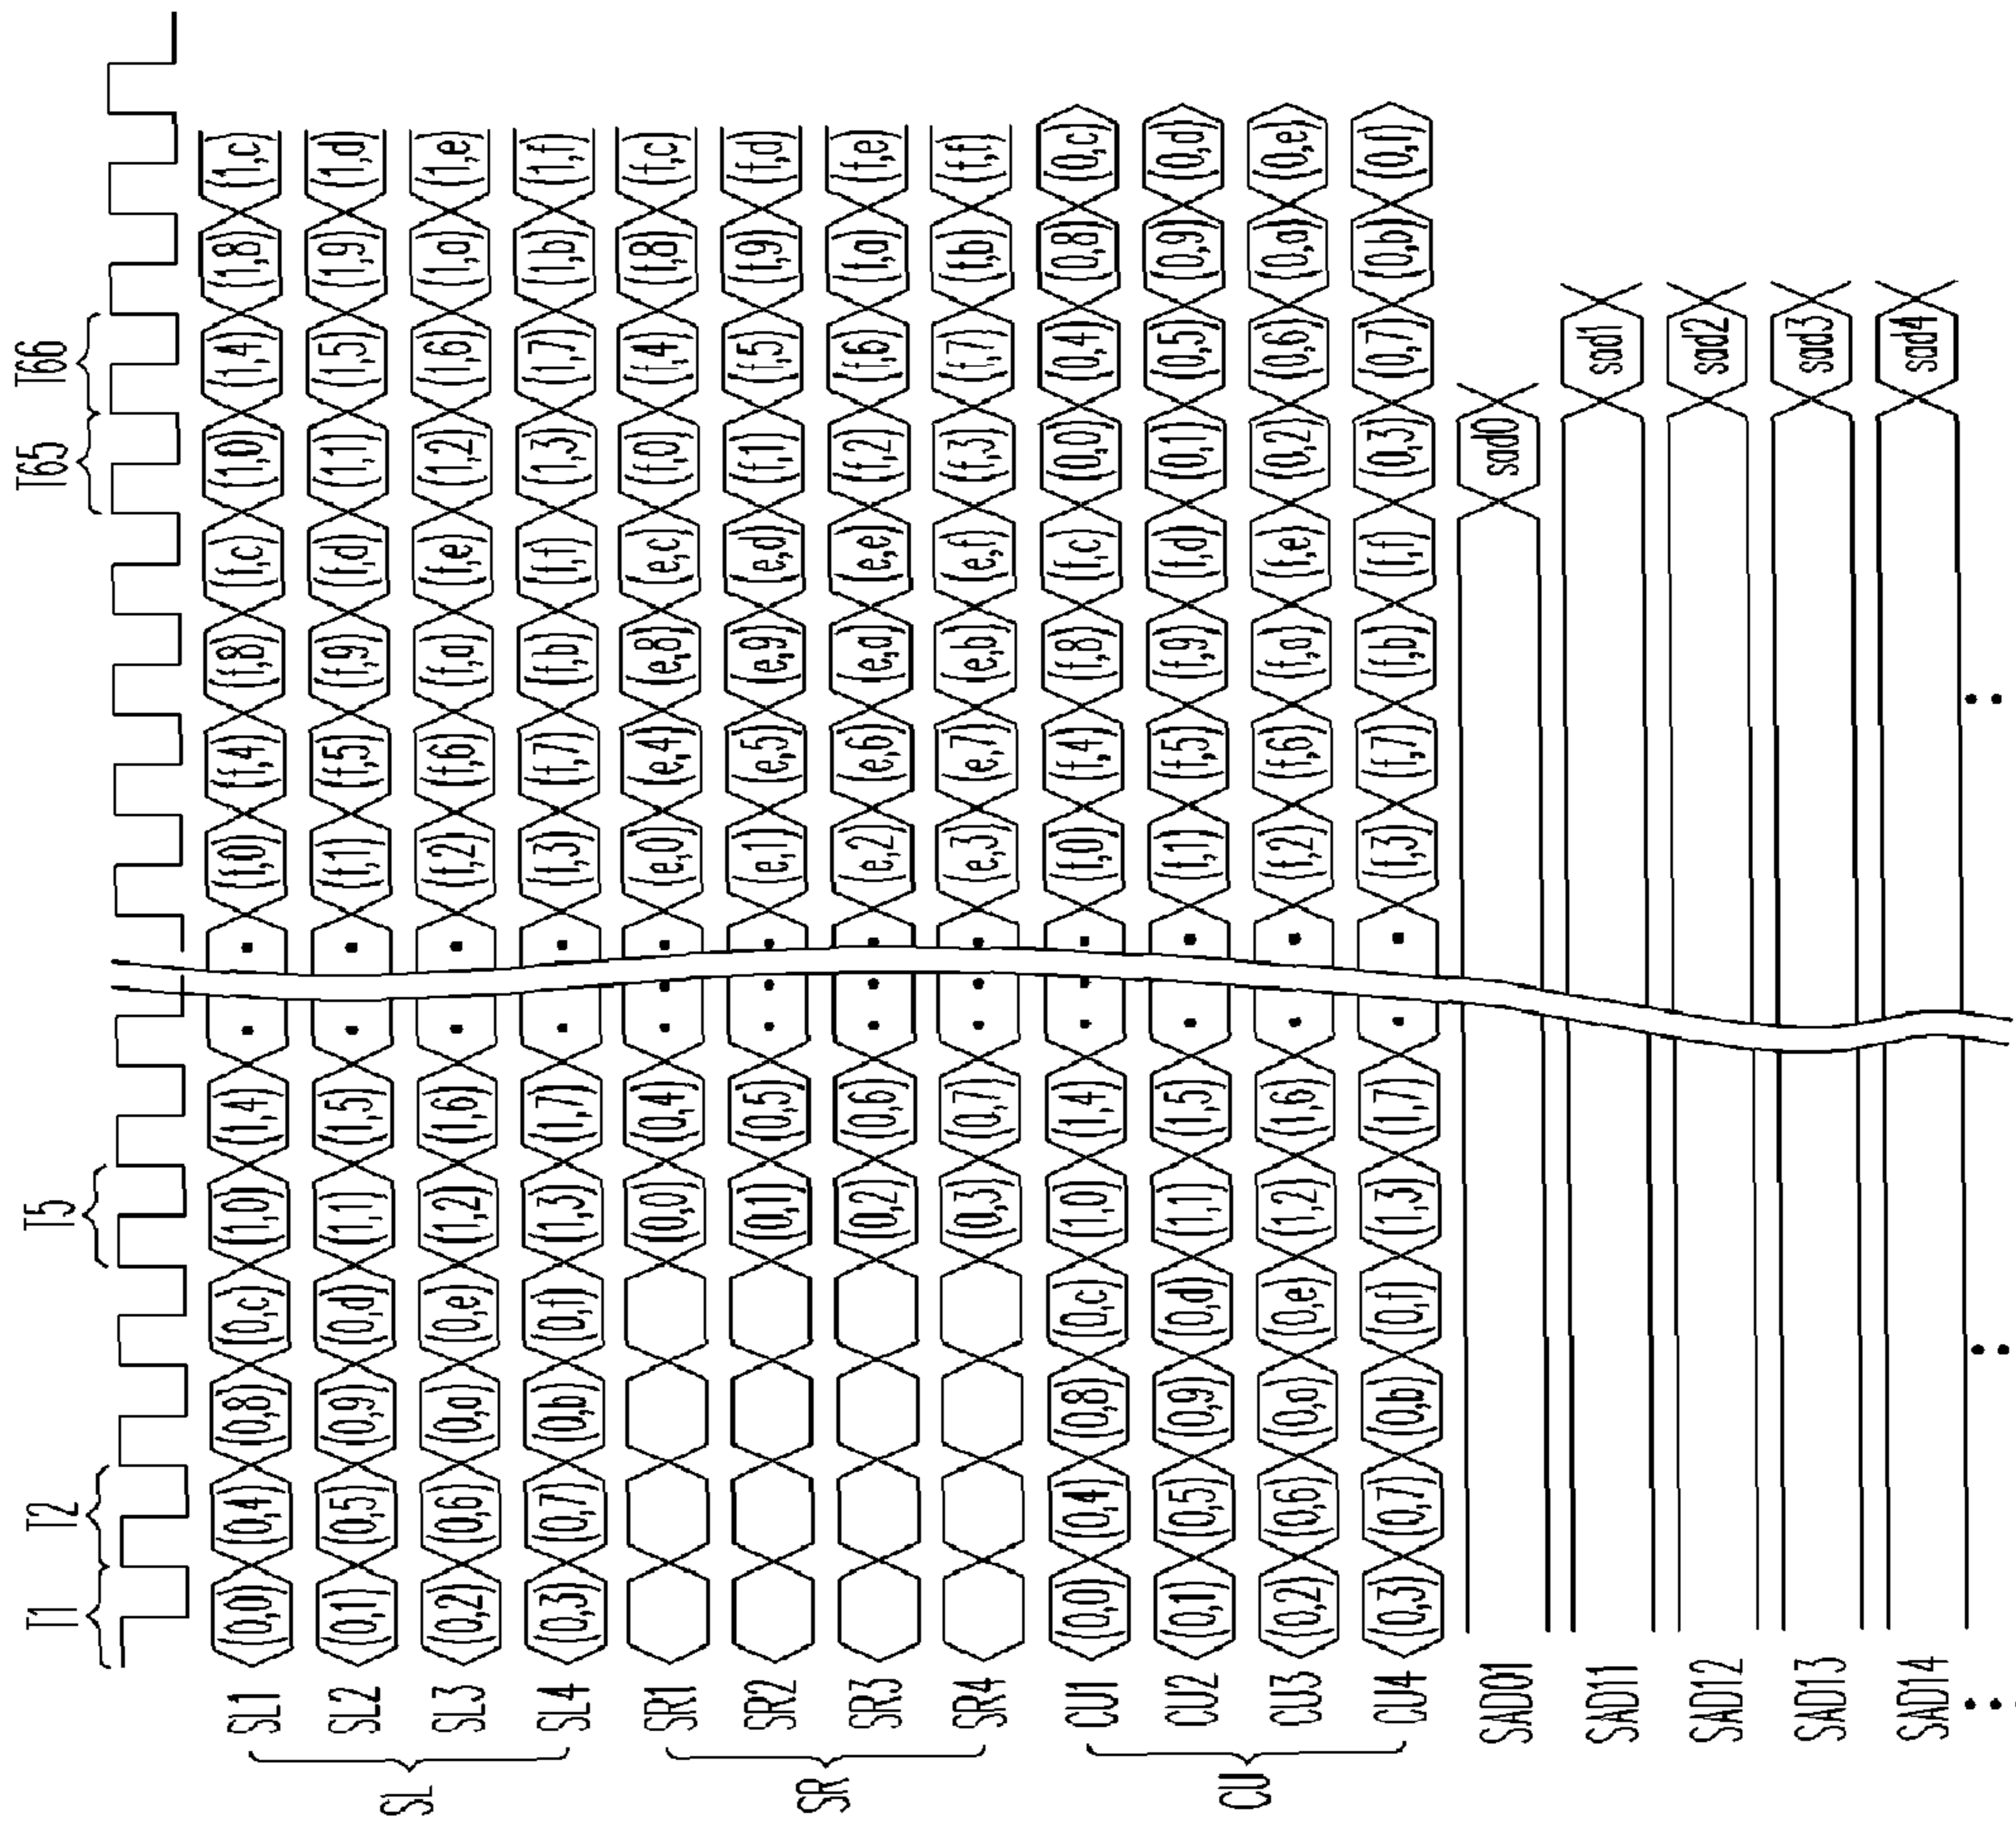 T1 T2 T5 T65 T66
SL
SL1 (0,0) (0,4) (0,8) (0,c) (1,0) (1,4) (f,0) (f,4) (f,8) (f,c) (1,0) (1,4) (1,8) (1,c)
SL2 (0,1) (0,5) (0,9) (0,d) (1,1) (1,5) (f,1) (f,5) (f,9) (f,d) (1,1) (1,5) (1,9) (1,d)
SL3 (0,2) (0,6) (0,a) (0,e) (1,2) (1,6) (f,2) (f,6) (f,a) (f,e) (1,2) (1,6) (1,a) (1,e)
SL4 (0,3) (0,7) (0,b) (0,f) (1,3) (1,7) (f,3) (f,7) (f,b) (f,f) (1,3) (1,7) (1,b) (1,f)
SR
SR1 (0,0) (0,4) (e,0) (e,4) (e,8) (e,c) (f,0) (f,4) (f,8) (f,c)
SR2 (0,1) (0,5) (e,1) (e,5) (e,9) (e,d) (f,1) (f,5) (f,9) (f,d)
SR3 (0,2) (0,6) (e,2) (e,6) (e,a) (e,e) (f,2) (f,6) (f,a) (f,e)
SR4 (0,3) (0,7) (e,3) (e,7) (e,b) (e,f) (f,3) (f,7) (f,b) (f,f)
CU
CU1 (0,0) (0,4) (0,8) (0,c) (1,0) (1,4) (f,0) (f,4) (f,8) (f,c) (0,0) (0,4) (0,8) (0,c)
CU2 (0,1) (0,5) (0,9) (0,d) (1,1) (1,5) (f,1) (f,5) (f,9) (f,d) (0,1) (0,5) (0,9) (0,d)
CU3 (0,2) (0,6) (0,a) (0,e) (1,2) (1,6) (f,2) (f,6) (f,a) (f,e) (0,2) (0,6) (0,a) (0,e)
CU4 (0,3) (0,7) (0,b) (0,f) (1,3) (1,7) (f,3) (f,7) (f,b) (f,f) (0,3) (0,7) (0,b) (0,f)
SAD01 sad0
SAD11 sad1
SAD12 sad2
SAD13 sad3
SAD14 sad4